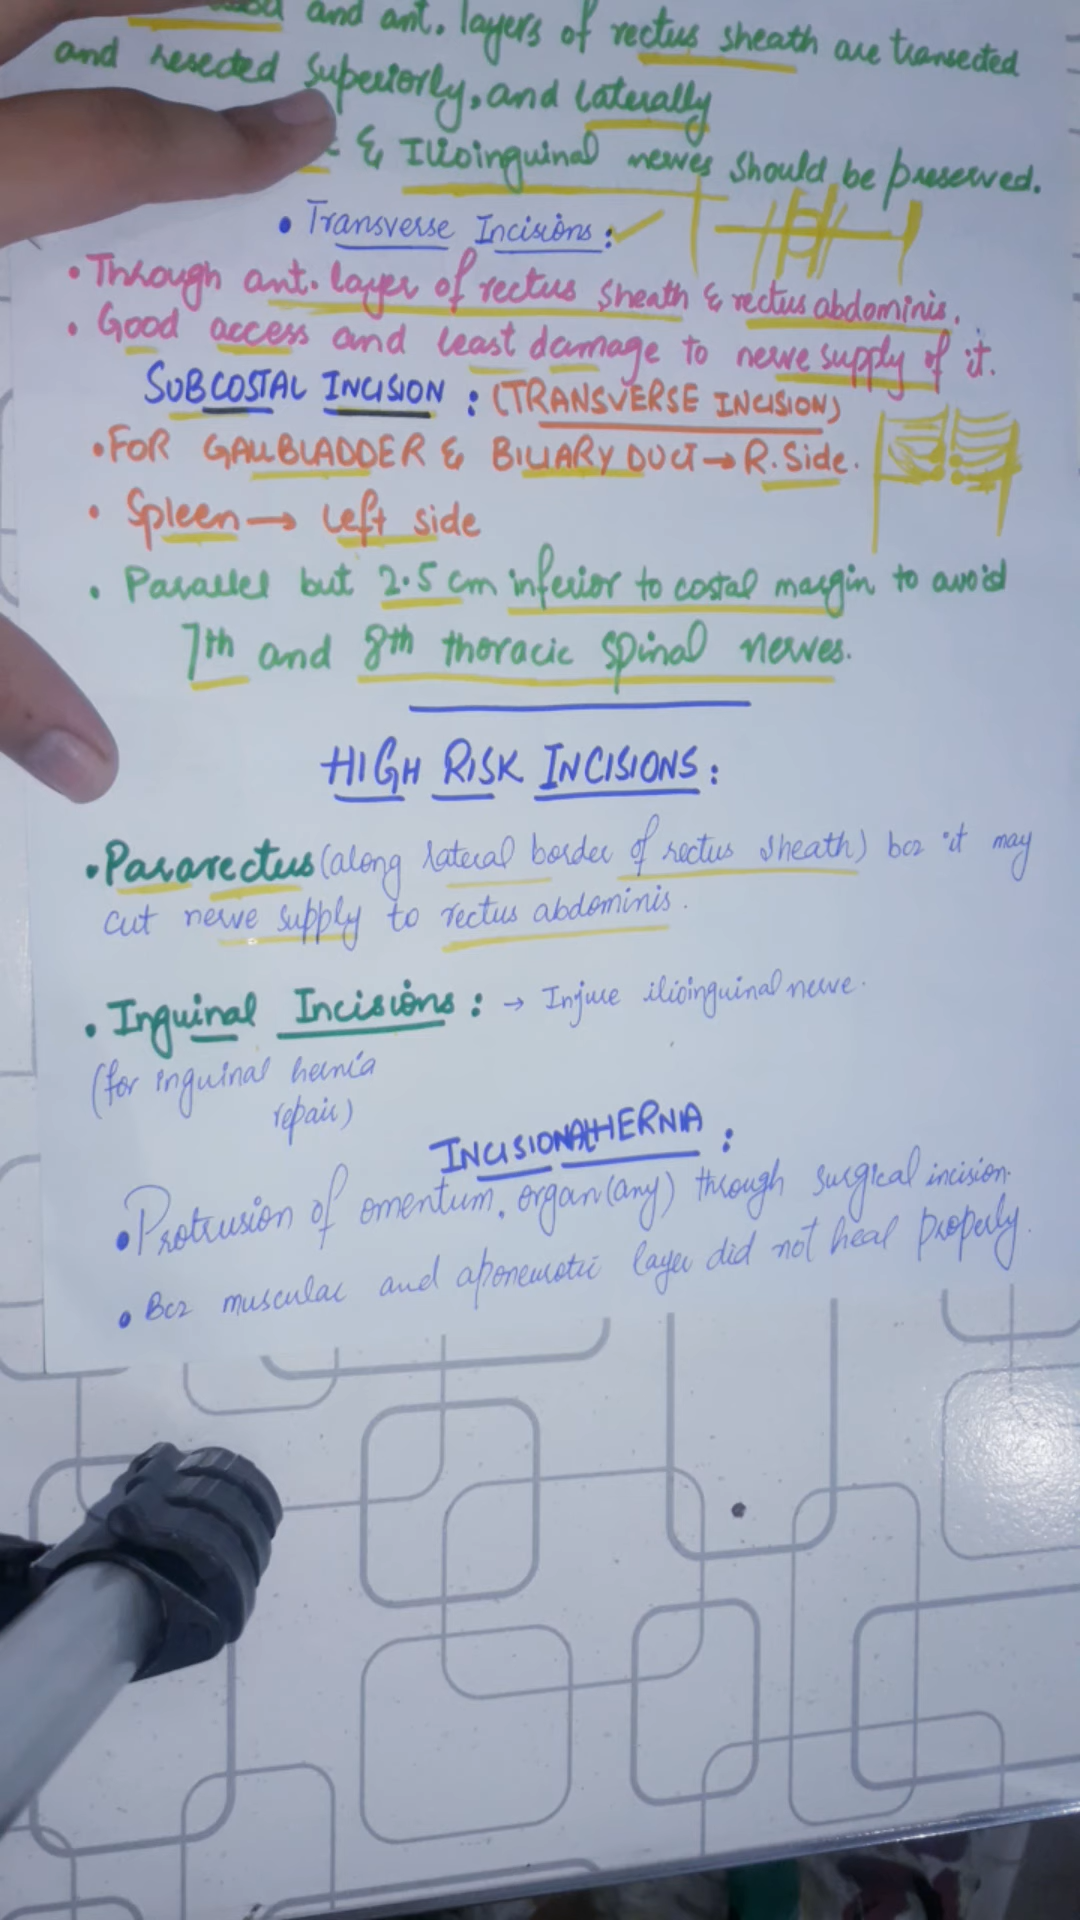 and ant. layers of rectus sheath are transected
and resected superiorly, and laterally
& Ilioinguinal nerves should be preserved.
• Transverse Incisions:
• Through ant. layer of rectus sheath & rectus abdominis.
• Good access and least damage to nerve supply of it.
SUBCOSTAL INCISION : (TRANSVERSE INCISION)
• FOR GALLBLADDER & BILIARY DUCT → R. Side.
• Spleen → left side
• Parallel but 2.5 cm inferior to costal margin to avoid
7th and 8th thoracic spinal nerves.
HIGH RISK INCISIONS :
• Pararectus (along lateral border of rectus sheath) bcz it may
cut nerve supply to rectus abdominis.
• Inguinal Incisions : → Injure ilioinguinal nerve.
(for inguinal hernia
repair)
INCISIONAL HERNIA :
• Protrusion of omentum, organ (any) through surgical incision.
• Bcz muscular and aponeurotic layer did not heal properly.